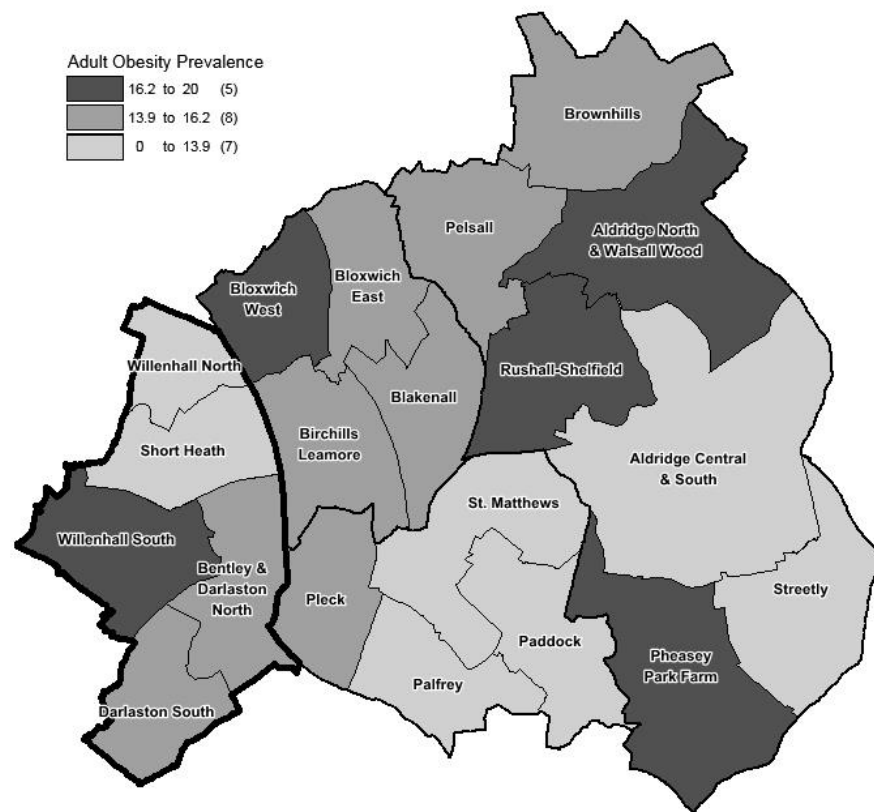 Adult Obesity Prevalence
16.2 to 20 (5)
13.9 to 16.2 (8)
0 to 13.9 (7)
Brownhills
Pelsall
Aldridge North
& Walsall Wood
Bloxwich
East
Bloxwich
West
Willenhall North
Rushall-Shelfield
Blakenall
Birchills
Leamore
Short Heath
Aldridge Central
& South
St. Matthews
Willenhall South
Bentley &
Darlaston
North
Pleck
Streetly
Paddock
Pheasey
Park Farm
Palfrey
Darlaston South